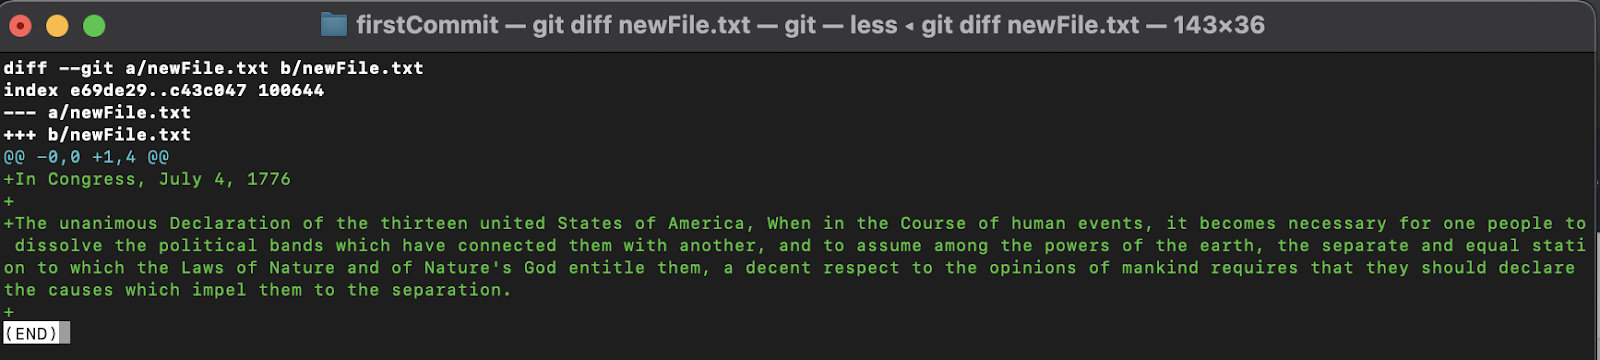 firstCommit — git diff newFile.txt — git — less ◂ git diff newFile.txt — 143×36
diff --git a/newFile.txt b/newFile.txt
index e69de29..c43c047 100644
--- a/newFile.txt
+++ b/newFile.txt
@@ -0,0 +1,4 @@
+In Congress, July 4, 1776
+
+The unanimous Declaration of the thirteen united States of America, When in the Course of human events, it becomes necessary for one people to
 dissolve the political bands which have connected them with another, and to assume among the powers of the earth, the separate and equal stati
on to which the Laws of Nature and of Nature's God entitle them, a decent respect to the opinions of mankind requires that they should declare
the causes which impel them to the separation.
+
(END)